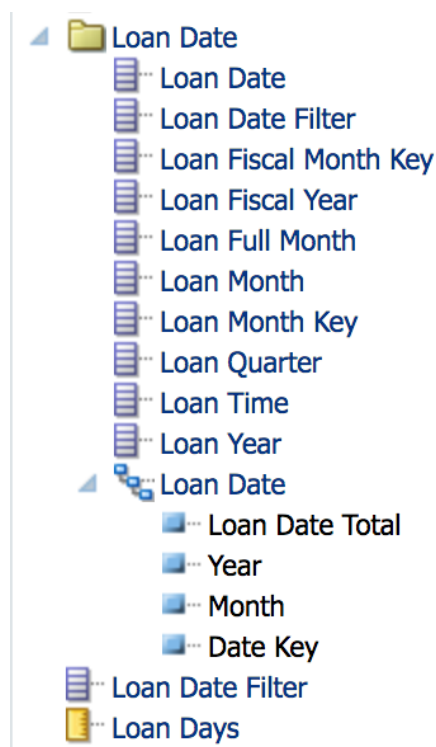 Loan Date
Loan Date
Loan Date Filter
Loan Fiscal Month Key
Loan Fiscal Year
Loan Full Month
Loan Month
Loan Month Key
Loan Quarter
Loan Time
Loan Year
Loan Date
Loan Date Total
Year
Month
Date Key
Loan Date Filter
Loan Days